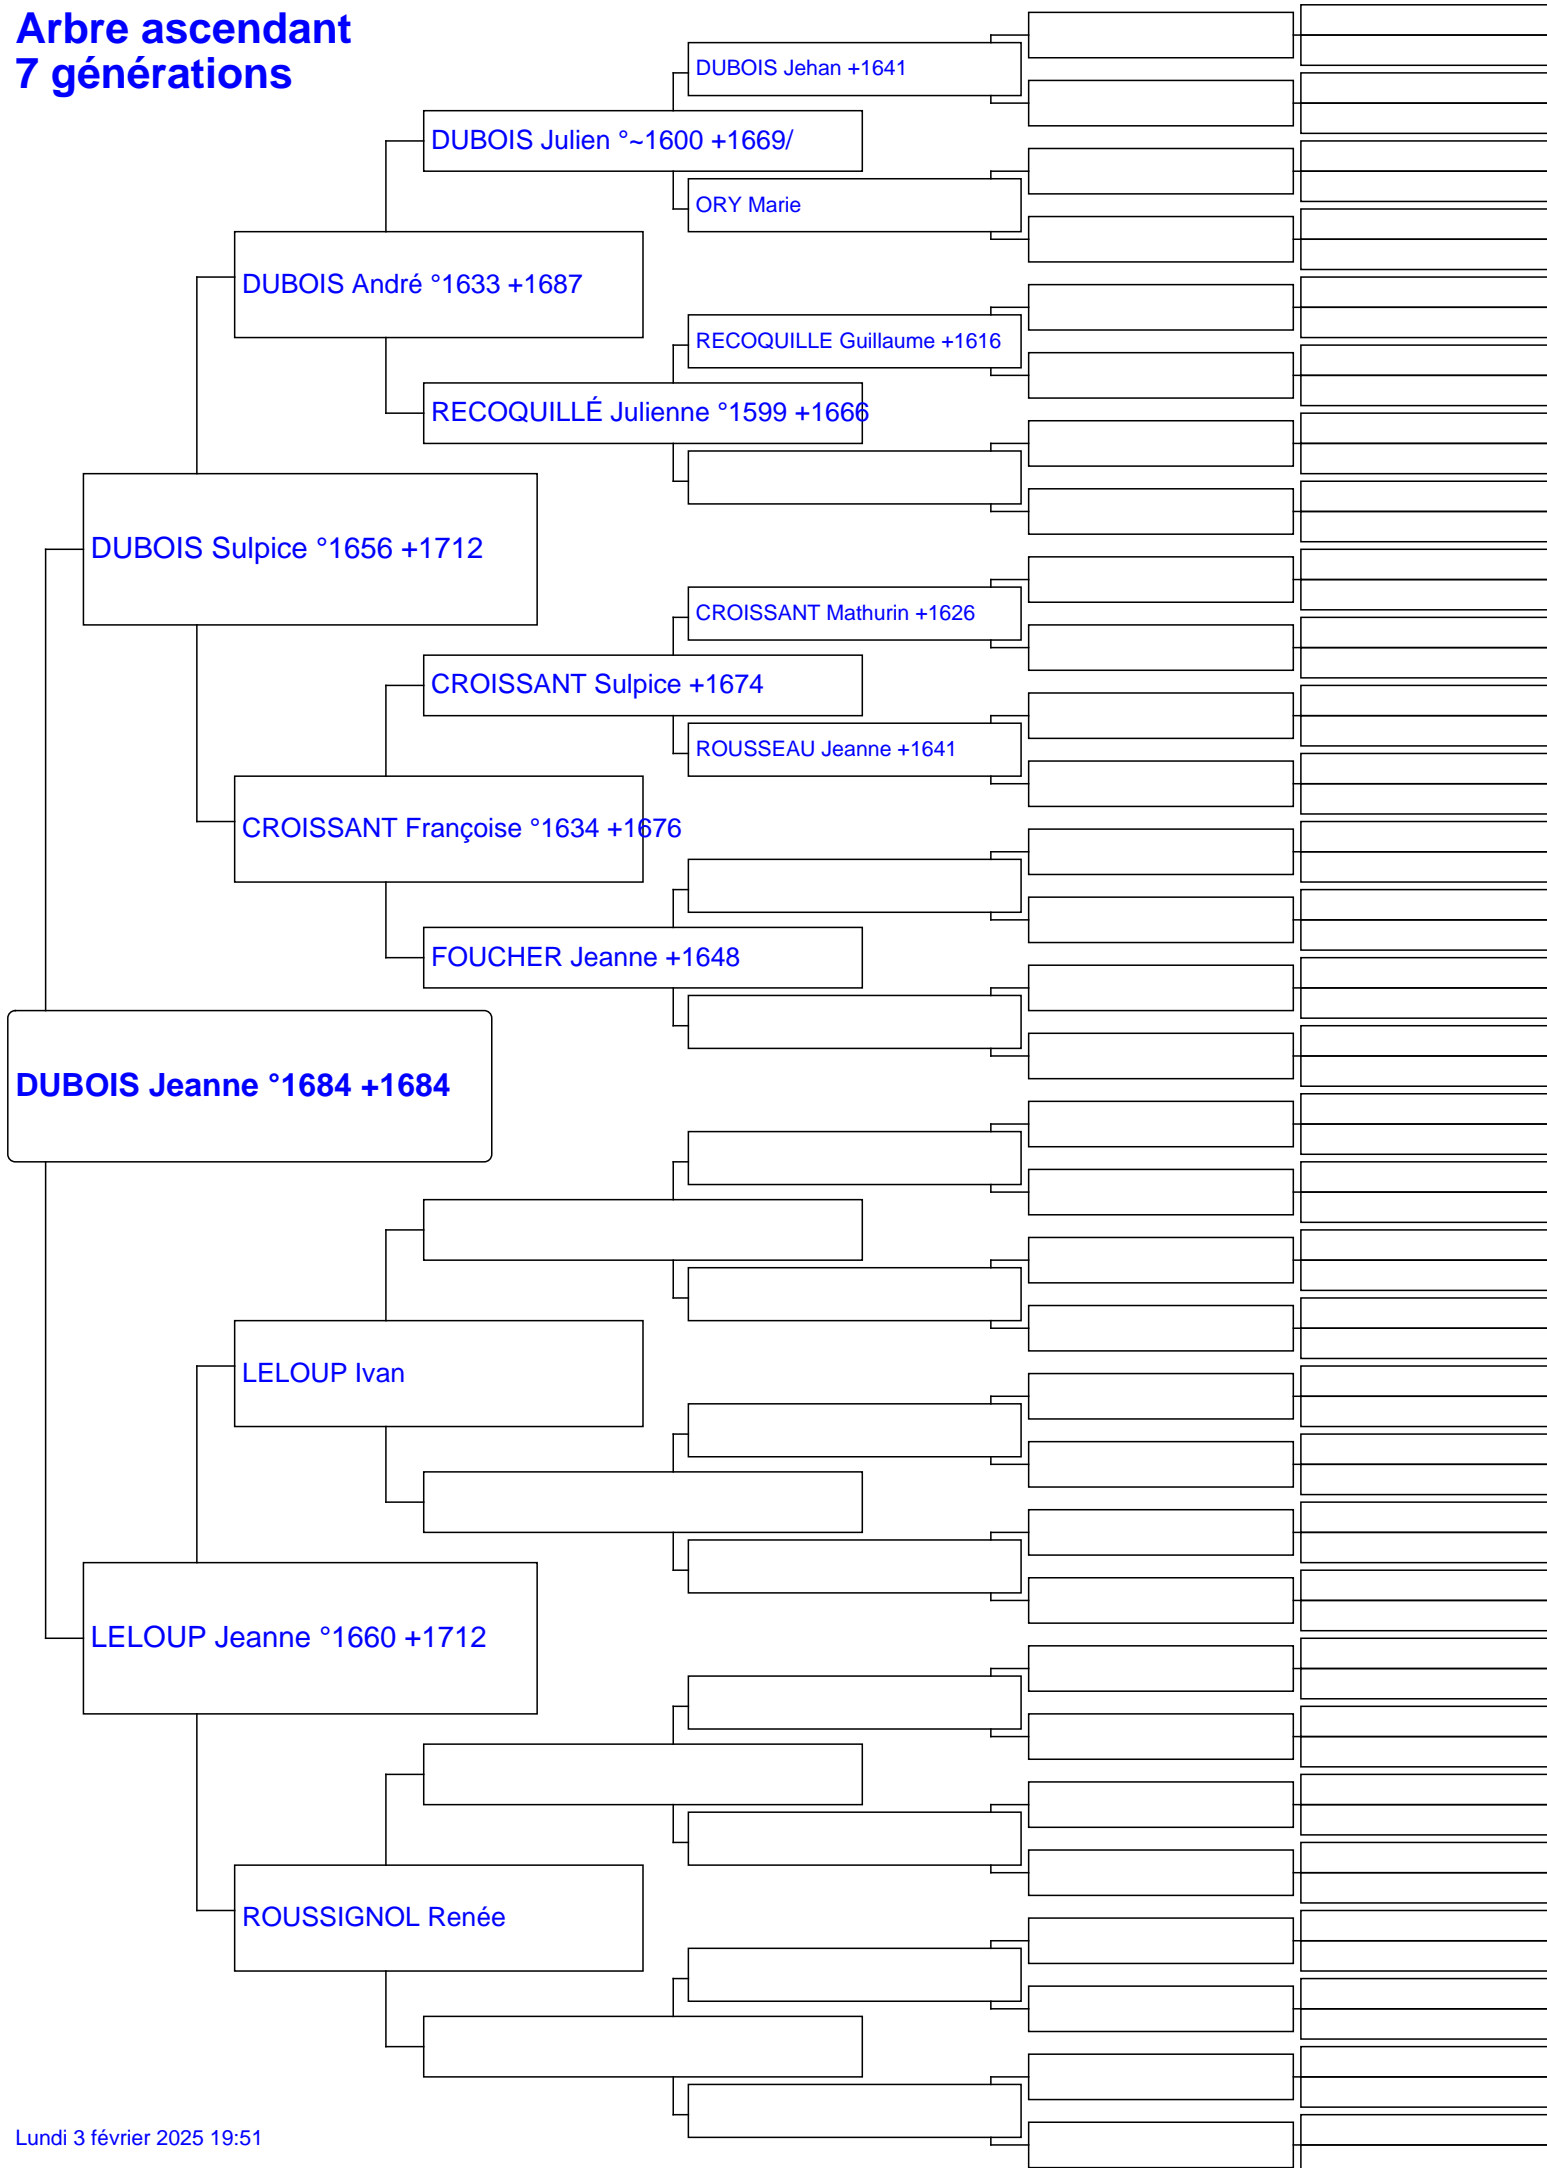 Arbre ascendant
7 générations
DUBOIS Jehan +1641
DUBOIS Julien °~1600 +1669/
ORY Marie
DUBOIS André °1633 +1687
RECOQUILLE Guillaume +1616
RECOQUILLÉ Julienne °1599 +1666
DUBOIS Sulpice °1656 +1712
CROISSANT Mathurin +1626
CROISSANT Sulpice +1674
ROUSSEAU Jeanne +1641
CROISSANT Françoise °1634 +1676
FOUCHER Jeanne +1648
DUBOIS Jeanne °1684 +1684
LELOUP Ivan
LELOUP Jeanne °1660 +1712
ROUSSIGNOL Renée
Lundi 3 février 2025 19:51